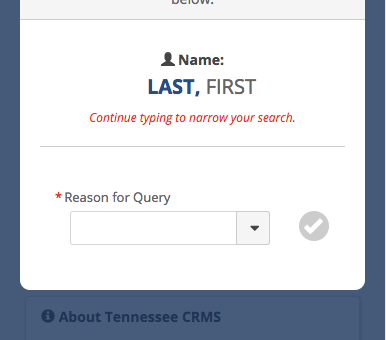 below.
Name:
LAST, FIRST
Continue typing to narrow your search.
* Reason for Query
About Tennessee CRMS